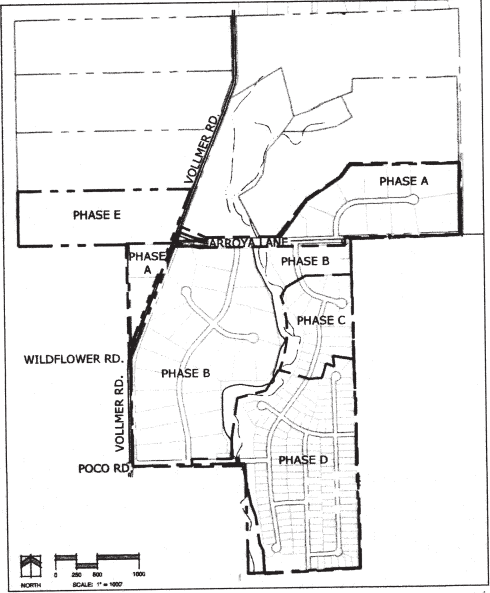 VOLLMER RD.
PHASE A
PHASE E
ARROYA LANE
PHASE
A
PHASE B
PHASE C
WILDFLOWER RD.
PHASE B
VOLLMER RD.
PHASE D
POCO RD
NORTH
0 250 500 1000
SCALE: 1" = 1000'